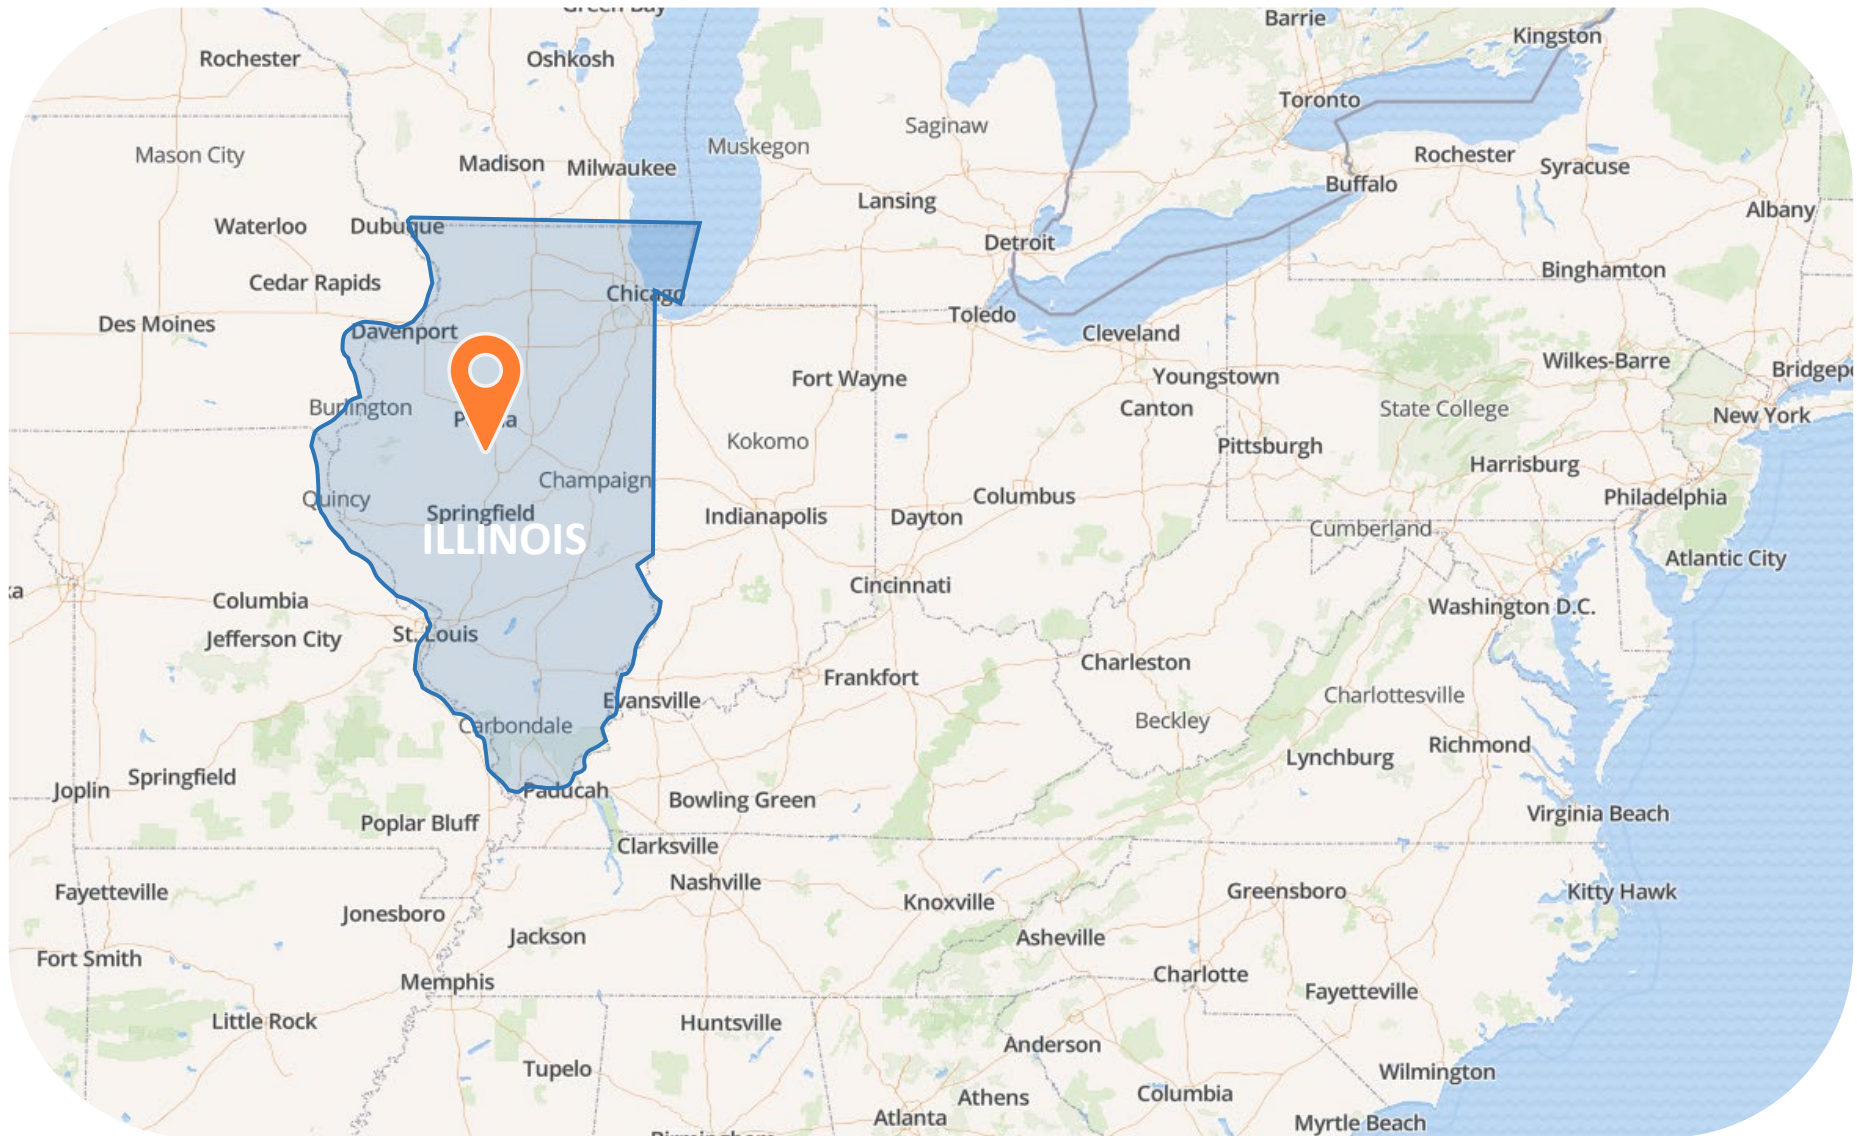 Green Bay
Barrie
Kingston
Rochester
Oshkosh
Toronto
Saginaw
Muskegon
Mason City
Madison
Milwaukee
Rochester
Syracuse
Buffalo
Lansing
Albany
Waterloo
Dubuque
Detroit
Binghamton
Cedar Rapids
Chicago
Toledo
Des Moines
Davenport
Cleveland
Wilkes-Barre
Bridgep
Fort Wayne
Youngstown
Burlington
Canton
State College
New York
Kokomo
Pittsburgh
Harrisburg
Champaign
Quincy
Columbus
Philadelphia
Springfield
Indianapolis
Dayton
Cumberland
ILLINOIS
Atlantic City
Cincinnati
Columbia
Washington D.C.
Jefferson City
St. Louis
Charleston
Frankfort
Evansville
Charlottesville
Carbondale
Beckley
Richmond
Lynchburg
Springfield
Joplin
Paducah
Bowling Green
Virginia Beach
Poplar Bluff
Clarksville
Nashville
Fayetteville
Greensboro
Kitty Hawk
Knoxville
Jonesboro
Jackson
Asheville
Fort Smith
Charlotte
Memphis
Fayetteville
Little Rock
Huntsville
Anderson
Tupelo
Wilmington
Columbia
Athens
Atlanta
Myrtle Beach